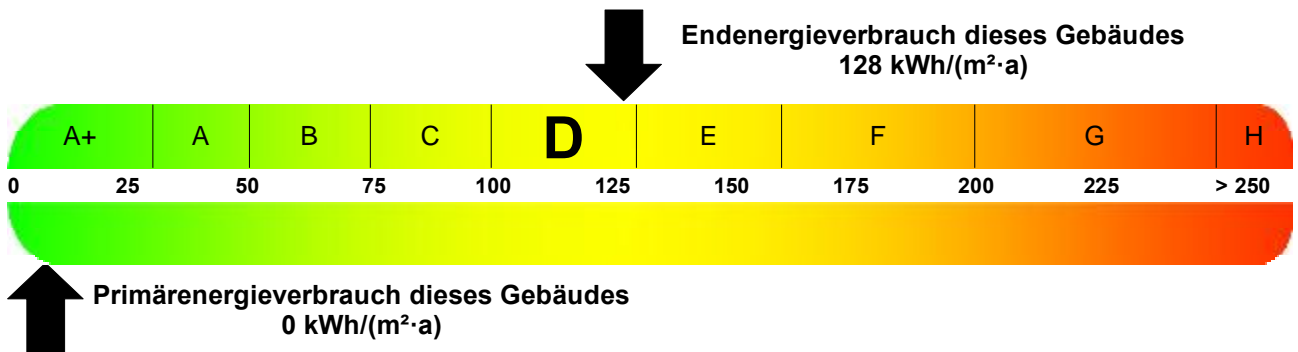 Endenergieverbrauch dieses Gebäudes
128 kWh/(m²·a)
A+ A B C D E F G H
0 25 50 75 100 125 150 175 200 225 > 250
Primärenergieverbrauch dieses Gebäudes
0 kWh/(m²·a)